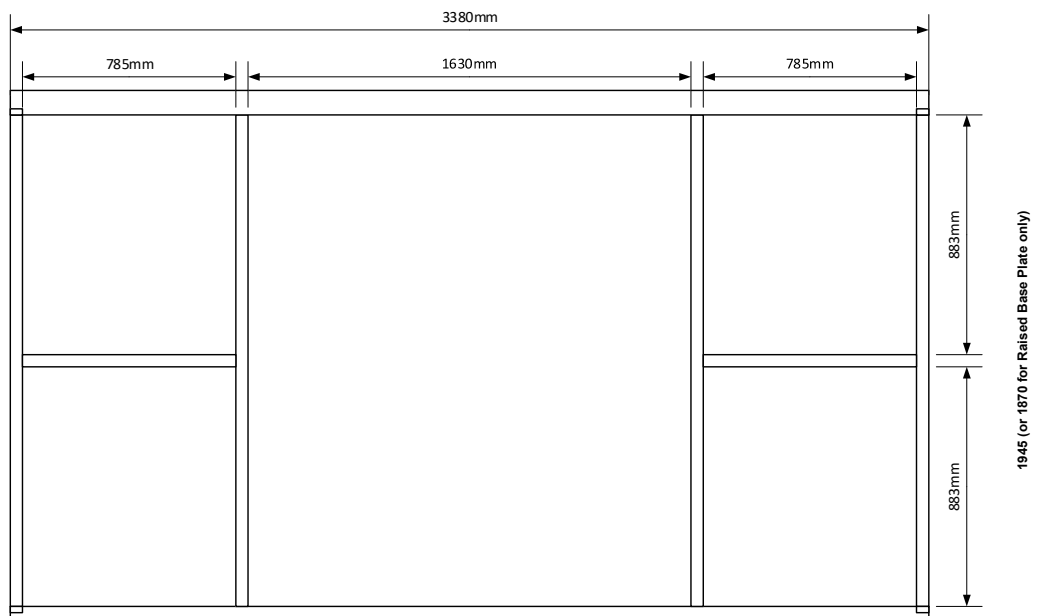 3380mm
785mm
1630mm
785mm
883mm
1945 (or 1870 for Raised Base Plate only)
883mm